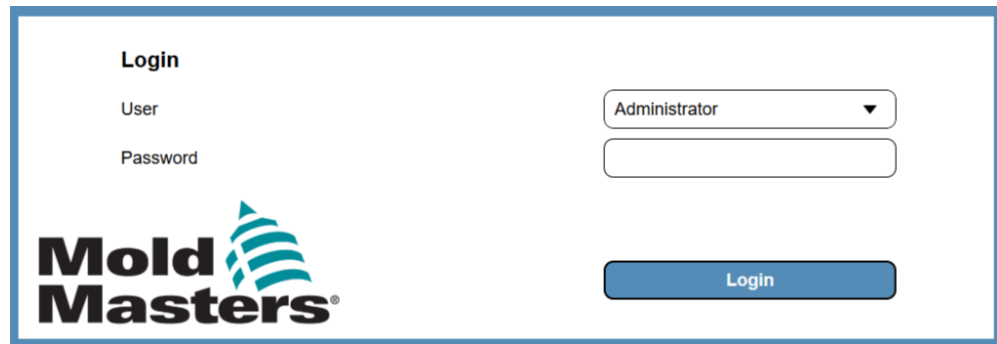 Login
User
Administrator
Password
Mold
Masters®
Login